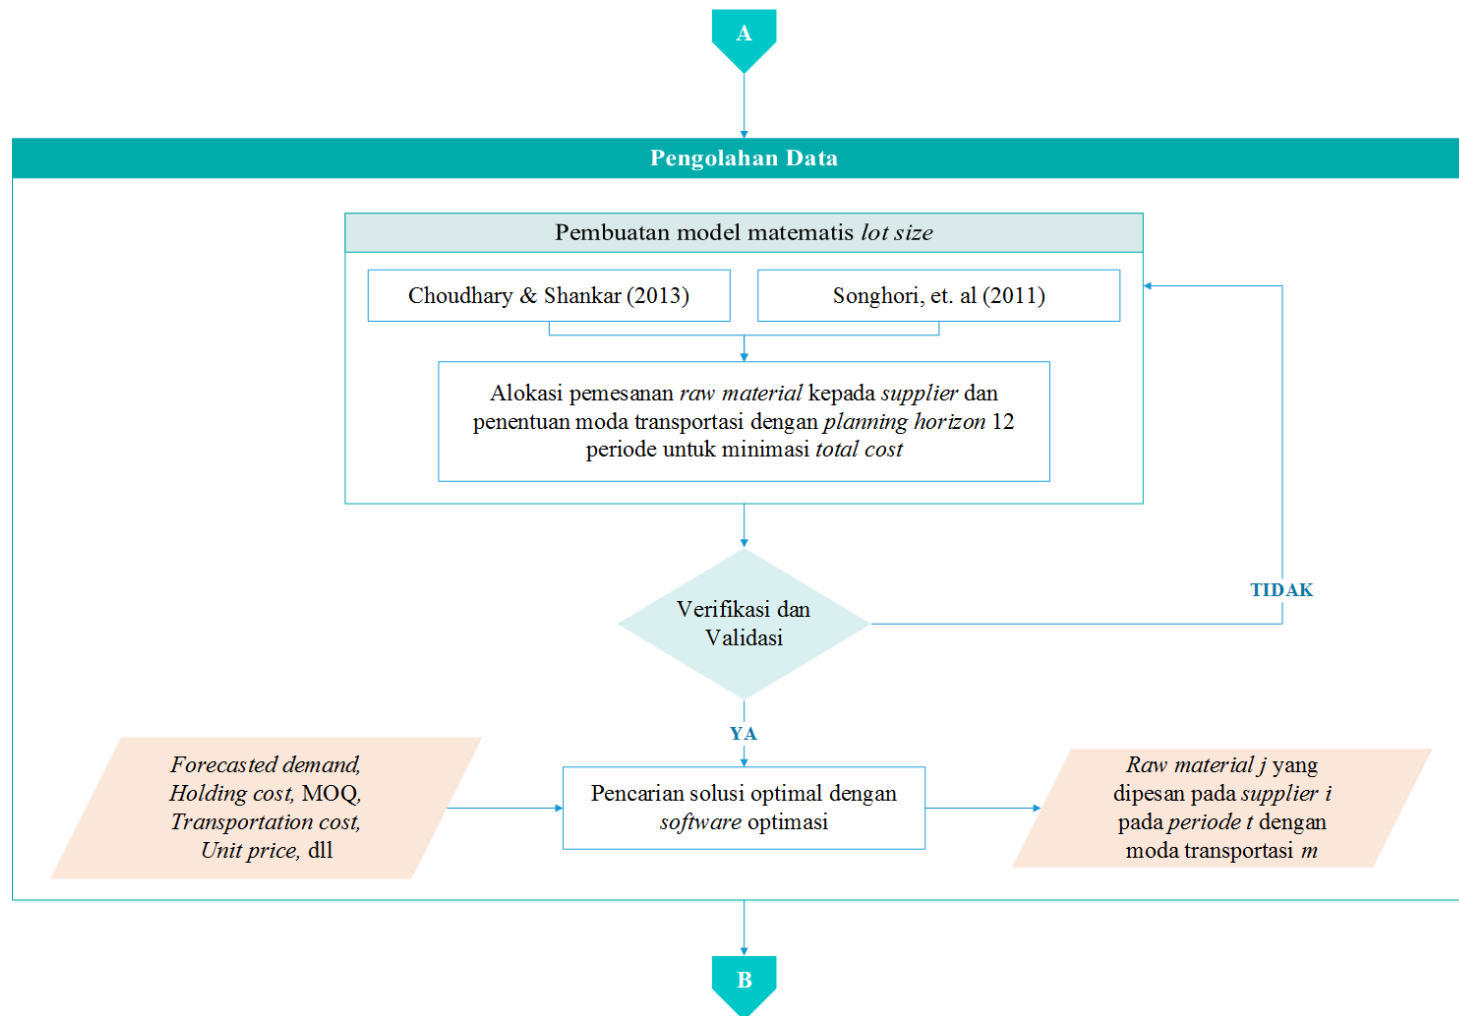 A
Pengolahan Data
Pembuatan model matematis lot size
Choudhary & Shankar (2013)
Songhori, et. al (2011)
Alokasi pemesanan raw material kepada supplier dan
penentuan moda transportasi dengan planning horizon 12
periode untuk minimasi total cost
Verifikasi dan
Validasi
TIDAK
YA
Forecasted demand,
Holding cost, MOQ,
Transportation cost,
Unit price, dll
Pencarian solusi optimal dengan
software optimasi
Raw material j yang
dipesan pada supplier i
pada periode t dengan
moda transportasi m
B